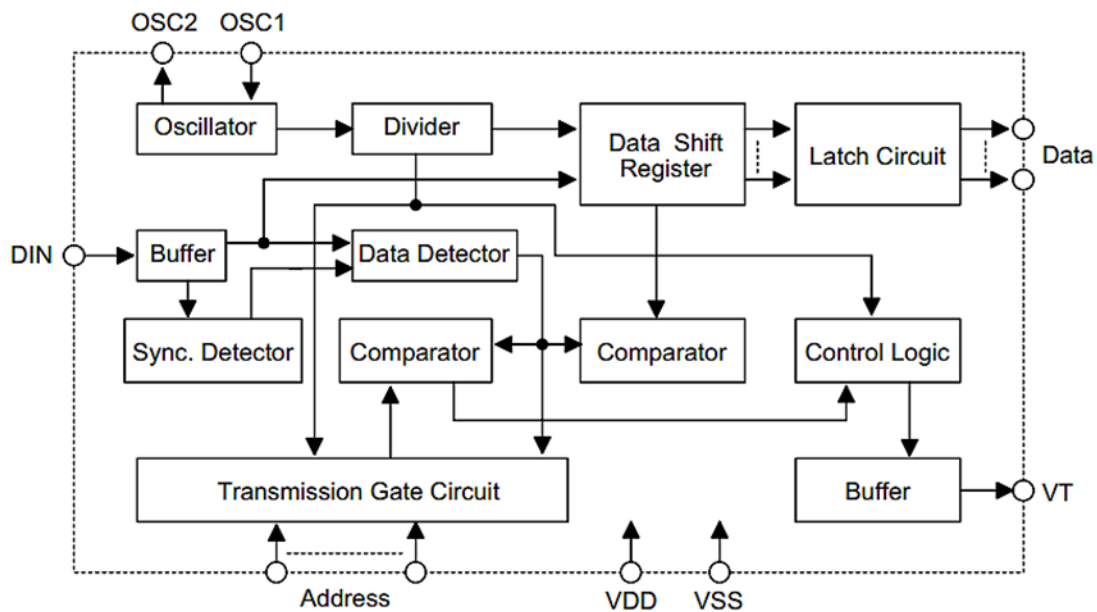 OSC2 OSC1
Oscillator
Divider
Data Shift
Register
Latch Circuit
Data
DIN
Buffer
Data Detector
Sync. Detector
Comparator
Comparator
Control Logic
Transmission Gate Circuit
Buffer
VT
Address
VDD
VSS